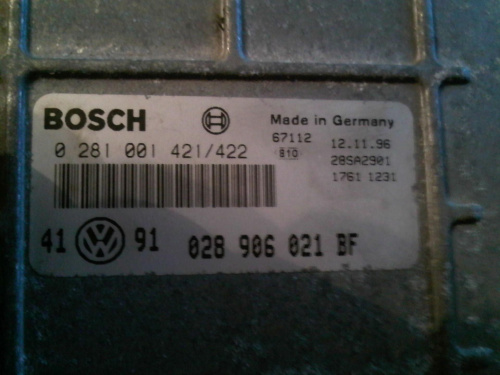 BOSCH
Made in Germany
67112 12.11.96
0 281 001 421/422
810 28SA2901
1761 1231
41 VW 91 028 906 021 BF